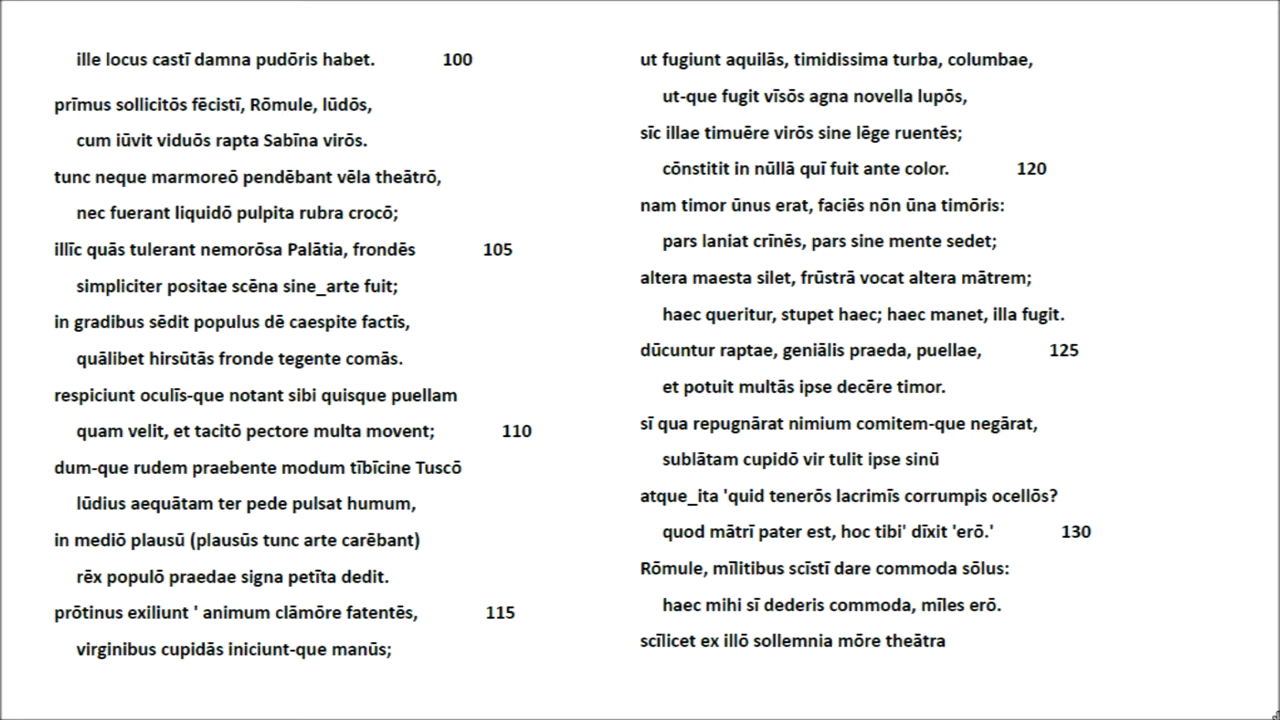 ille locus castī damna pudōris habet. 100
prīmus sollicitōs fēcistī, Rōmule, lūdōs,
cum iūvit viduōs rapta Sabīna virōs.
tunc neque marmoreō pendēbant vēla theātrō,
nec fuerant liquidō pulpita rubra crocō;
illīc quās tulerant nemorōsa Palātia, frondēs 105
simpliciter positae scēna sine_arte fuit;
in gradibus sēdit populus dē caespite factīs,
quālibet hirsūtās fronde tegente comās.
respiciunt oculīs-que notant sibi quisque puellam
quam velit, et tacitō pectore multa movent; 110
dum-que rudem praebente modum tībīcine Tuscō
lūdius aequātam ter pede pulsat humum,
in mediō plausū (plausūs tunc arte carēbant)
rēx populō praedae signa petīta dedit.
prōtinus exiliunt ' animum clāmōre fatentēs, 115
virginibus cupidās iniciunt-que manūs;
ut fugiunt aquilās, timidissima turba, columbae,
ut-que fugit vīsōs agna novella lupōs,
sīc illae timuēre virōs sine lēge ruentēs;
cōnstitit in nūllā quī fuit ante color. 120
nam timor ūnus erat, faciēs nōn ūna timōris:
pars laniat crīnēs, pars sine mente sedet;
altera maesta silet, frūstrā vocat altera mātrem;
haec queritur, stupet haec; haec manet, illa fugit.
dūcuntur raptae, geniālis praeda, puellae, 125
et potuit multās ipse decēre timor.
sī qua repugnārat nimium comitem-que negārat,
sublātam cupidō vir tulit ipse sinū
atque_ita 'quid tenerōs lacrimīs corrumpis ocellōs?
quod mātrī pater est, hoc tibi' dīxit 'erō.' 130
Rōmule, mīlitibus scīstī dare commoda sōlus:
haec mihi sī dederis commoda, mīles erō.
scīlicet ex illō sollemnia mōre theātra